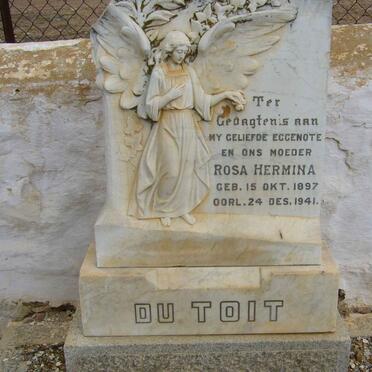 Ter
Gedagtenis aan
MY GELIEFDE EGGENOTE
EN ONS MOEDER
ROSA HERMINA
GEB. 15 OKT. 1897
OORL. 24 DES. 1941.
DU TOIT